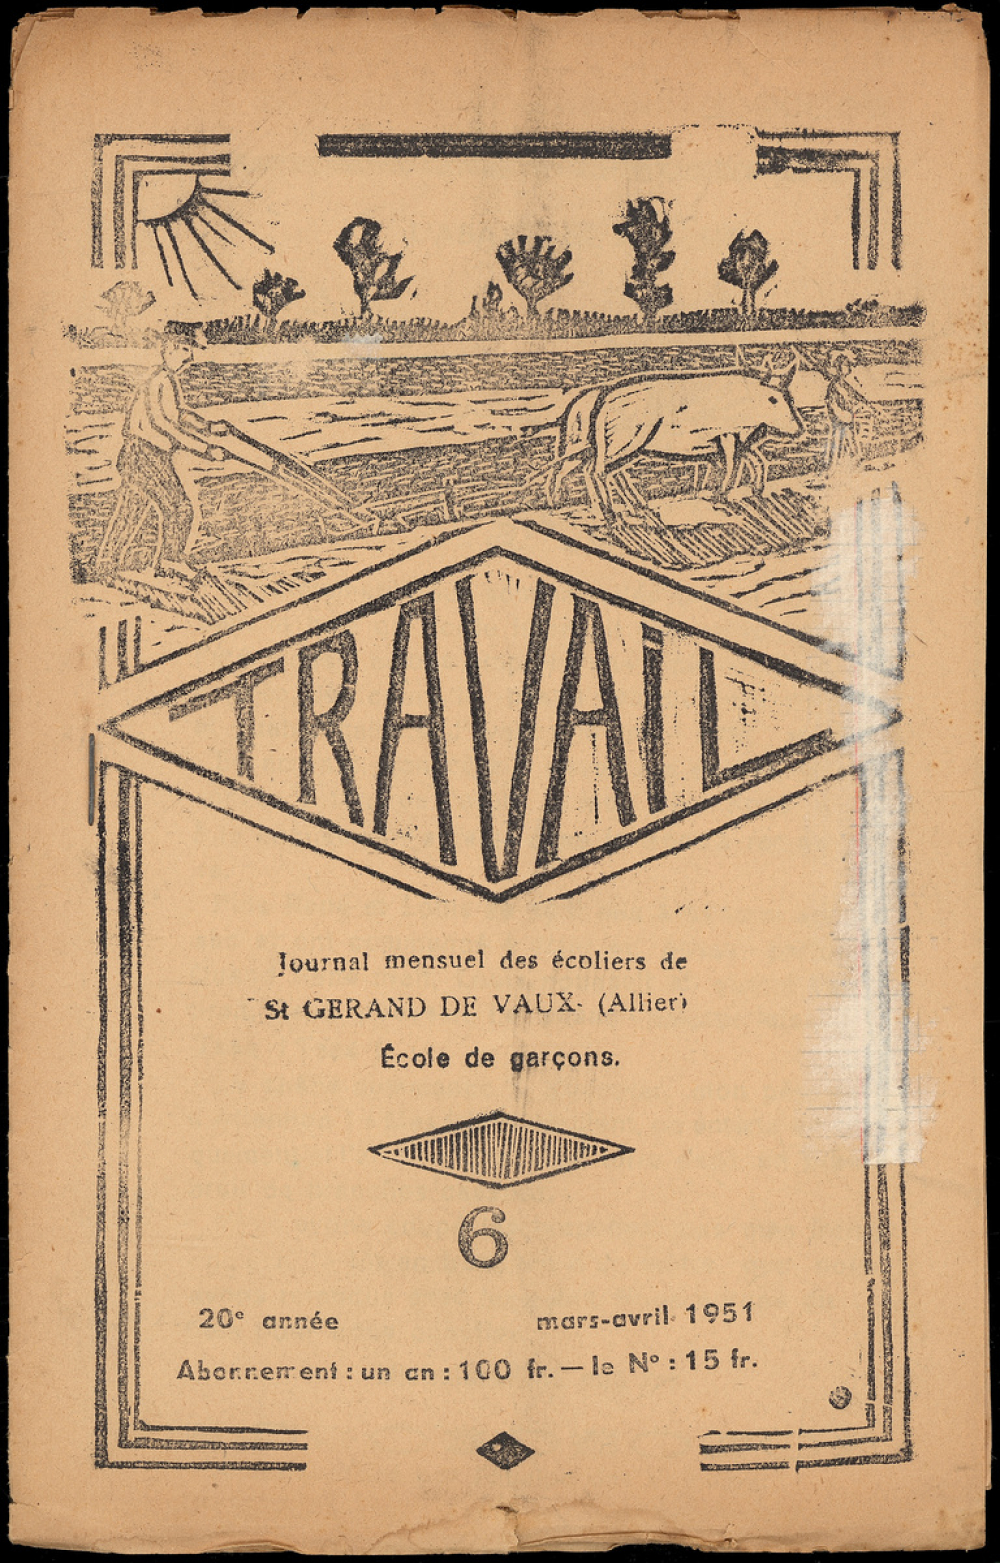 TRAVAiL
Journal mensuel des écoliers de
St GERAND DE VAUX- (Allier)
École de garçons.
6
20e année mars-avril 1951
Abonnement : un an : 100 fr. — le No : 15 fr.